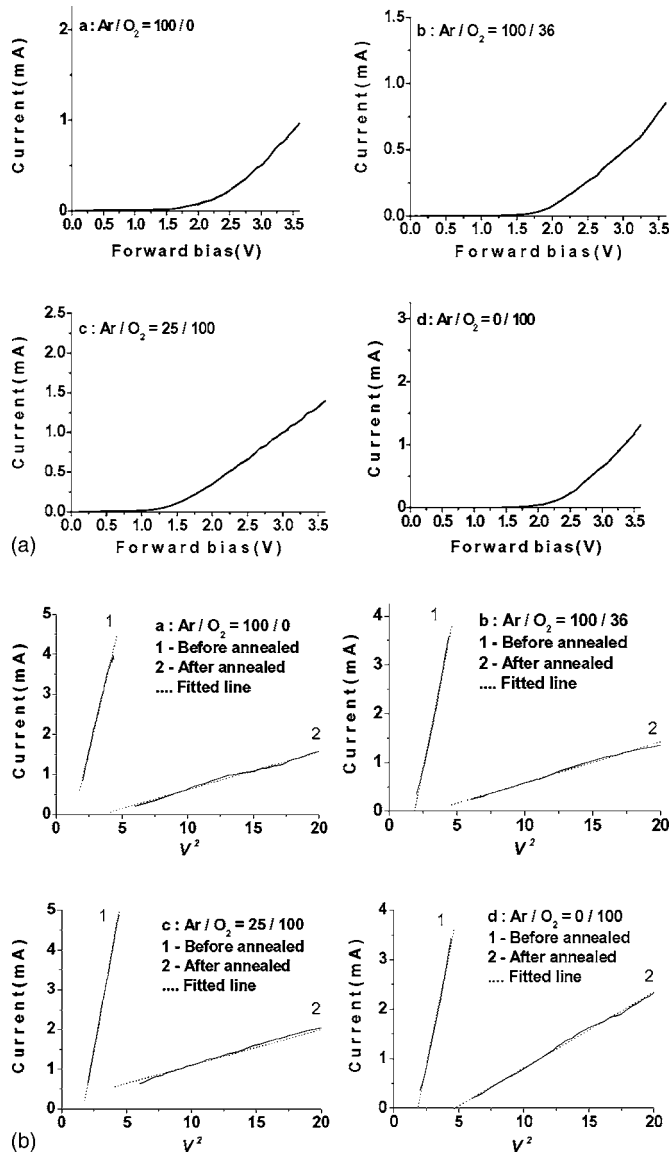 a : Ar / O2 = 100 / 0
Current(mA)
2
1
0
0.0 0.5 1.0 1.5 2.0 2.5 3.0 3.5
Forward bias(V)
b : Ar / O2 = 100 / 36
Current(mA)
1.5
1.0
0.5
0.0
0.0 0.5 1.0 1.5 2.0 2.5 3.0 3.5
Forward bias(V)
c : Ar / O2 = 25 / 100
Current(mA)
2.5
2.0
1.5
1.0
0.5
0.0
0.0 0.5 1.0 1.5 2.0 2.5 3.0 3.5
Forward bias(V)
d : Ar / O2 = 0 / 100
Current(mA)
3
2
1
0
0.0 0.5 1.0 1.5 2.0 2.5 3.0 3.5
Forward bias(V)
(a)
1
a : Ar / O2 = 100 / 0
1 - Before annealed
2 - After annealed
.... Fitted line
2
Current(mA)
5
4
3
2
1
0
0 5 10 15 20
V2
1
b : Ar / O2 = 100 / 36
1 - Before annealed
2 - After annealed
.... Fitted line
2
Current(mA)
4
3
2
1
0
0 5 10 15 20
V2
1
c : Ar / O2 = 25 / 100
1 - Before annealed
2 - After annealed
.... Fitted line
2
Current(mA)
5
4
3
2
1
0
0 5 10 15 20
V2
1
d : Ar / O2 = 0 / 100
1 - Before annealed
2 - After annealed
.... Fitted line
2
Current(mA)
4
3
2
1
0
0 5 10 15 20
V2
(b)